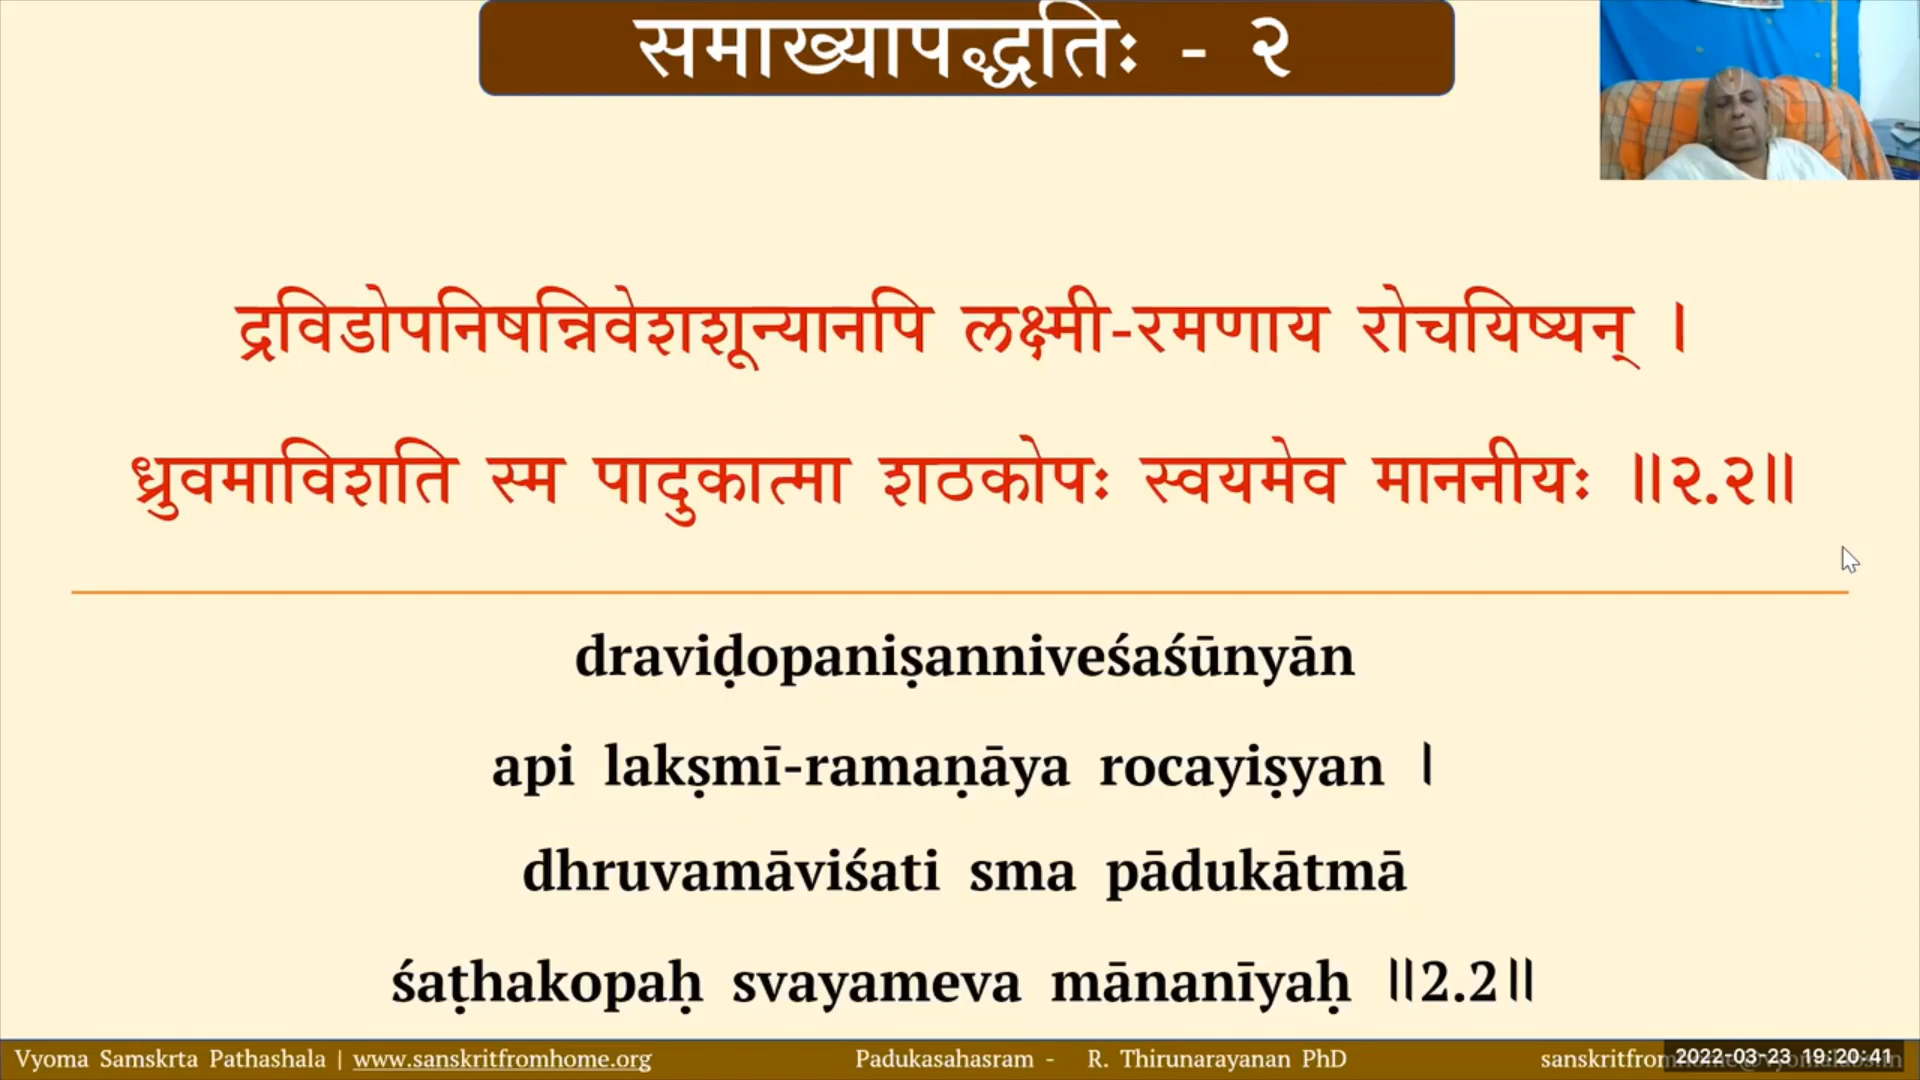 समाख्यापद्धतिः - २
द्रविडोपनिषन्निवेशशून्यानपि लक्ष्मी-रमणाय रोचयिष्यन् ।
ध्रुवमाविशति स्म पादुकात्मा शठकोपः स्वयमेव माननीयः ॥२.२॥
draviḍopaniṣanniveśaśūnyān
api lakṣmī-ramaṇāya rocayiṣyan ।
dhruvamāviśati sma pādukātmā
śaṭhakopaḥ svayameva mānanīyaḥ ॥2.2॥
Vyoma Samskrta Pathashala | www.sanskritfromhome.org Padukasahasram - R. Thirunarayanan PhD 2022-03-23 19:20:41